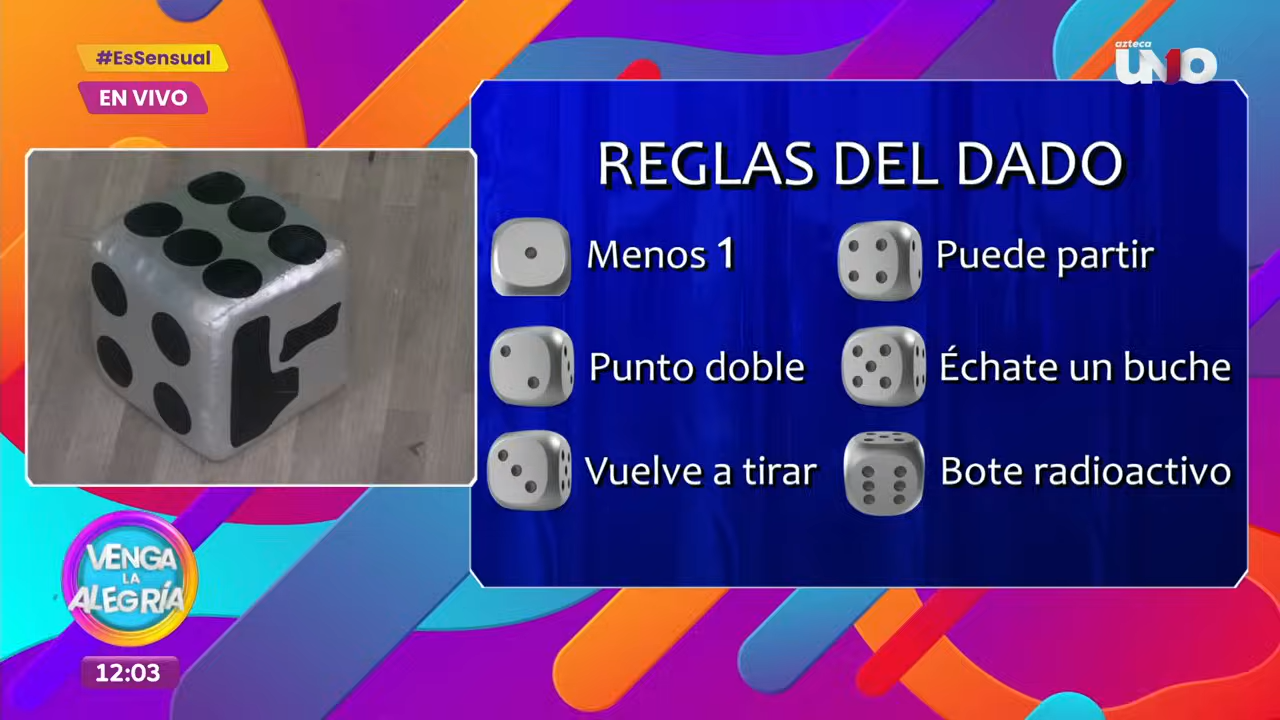 #EsSensual
EN VIVO
azteca
UNO
REGLAS DEL DADO
Menos 1
Puede partir
Punto doble
Échate un buche
Vuelve a tirar
Bote radioactivo
VENGA
LA
ALEGRÍA
12:03